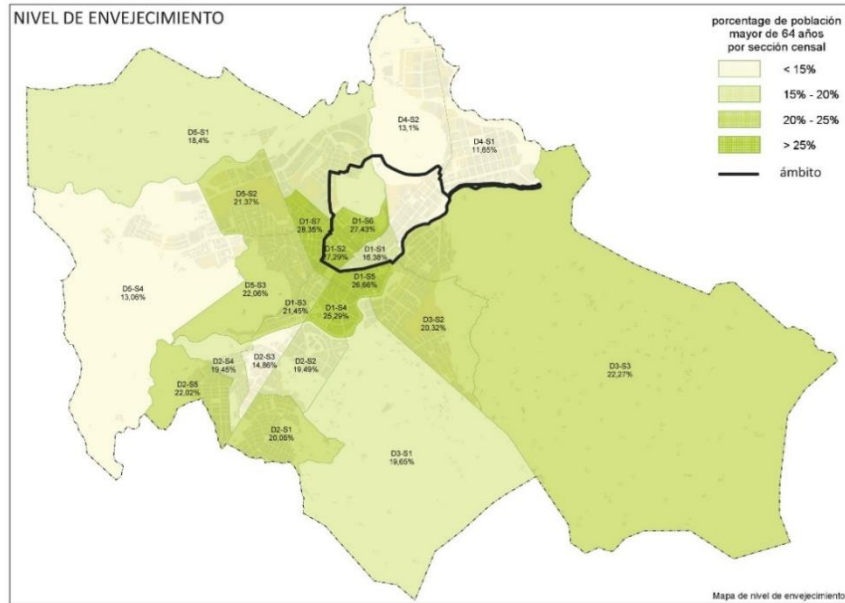 NIVEL DE ENVEJECIMIENTO
porcentage de población
mayor de 64 años
por sección censal
< 15%
15% - 20%
20% - 25%
> 25%
ámbito
D4-S2
13,1%
D4-S1
11,65%
D5-S1
18,4%
D5-S2
21,37%
D1-S7
28,35%
D1-S6
27,43%
D1-S2
27,29%
D1-S1
16,38%
D1-S5
26,66%
D5-S4
13,06%
D5-S3
22,06%
D1-S3
21,45%
D1-S4
25,29%
D3-S2
20,32%
D3-S3
22,27%
D2-S4
19,45%
D2-S3
14,86%
D2-S2
19,49%
D2-S5
22,02%
D2-S1
20,05%
D3-S1
19,65%
Mapa de nivel de envejecimiento